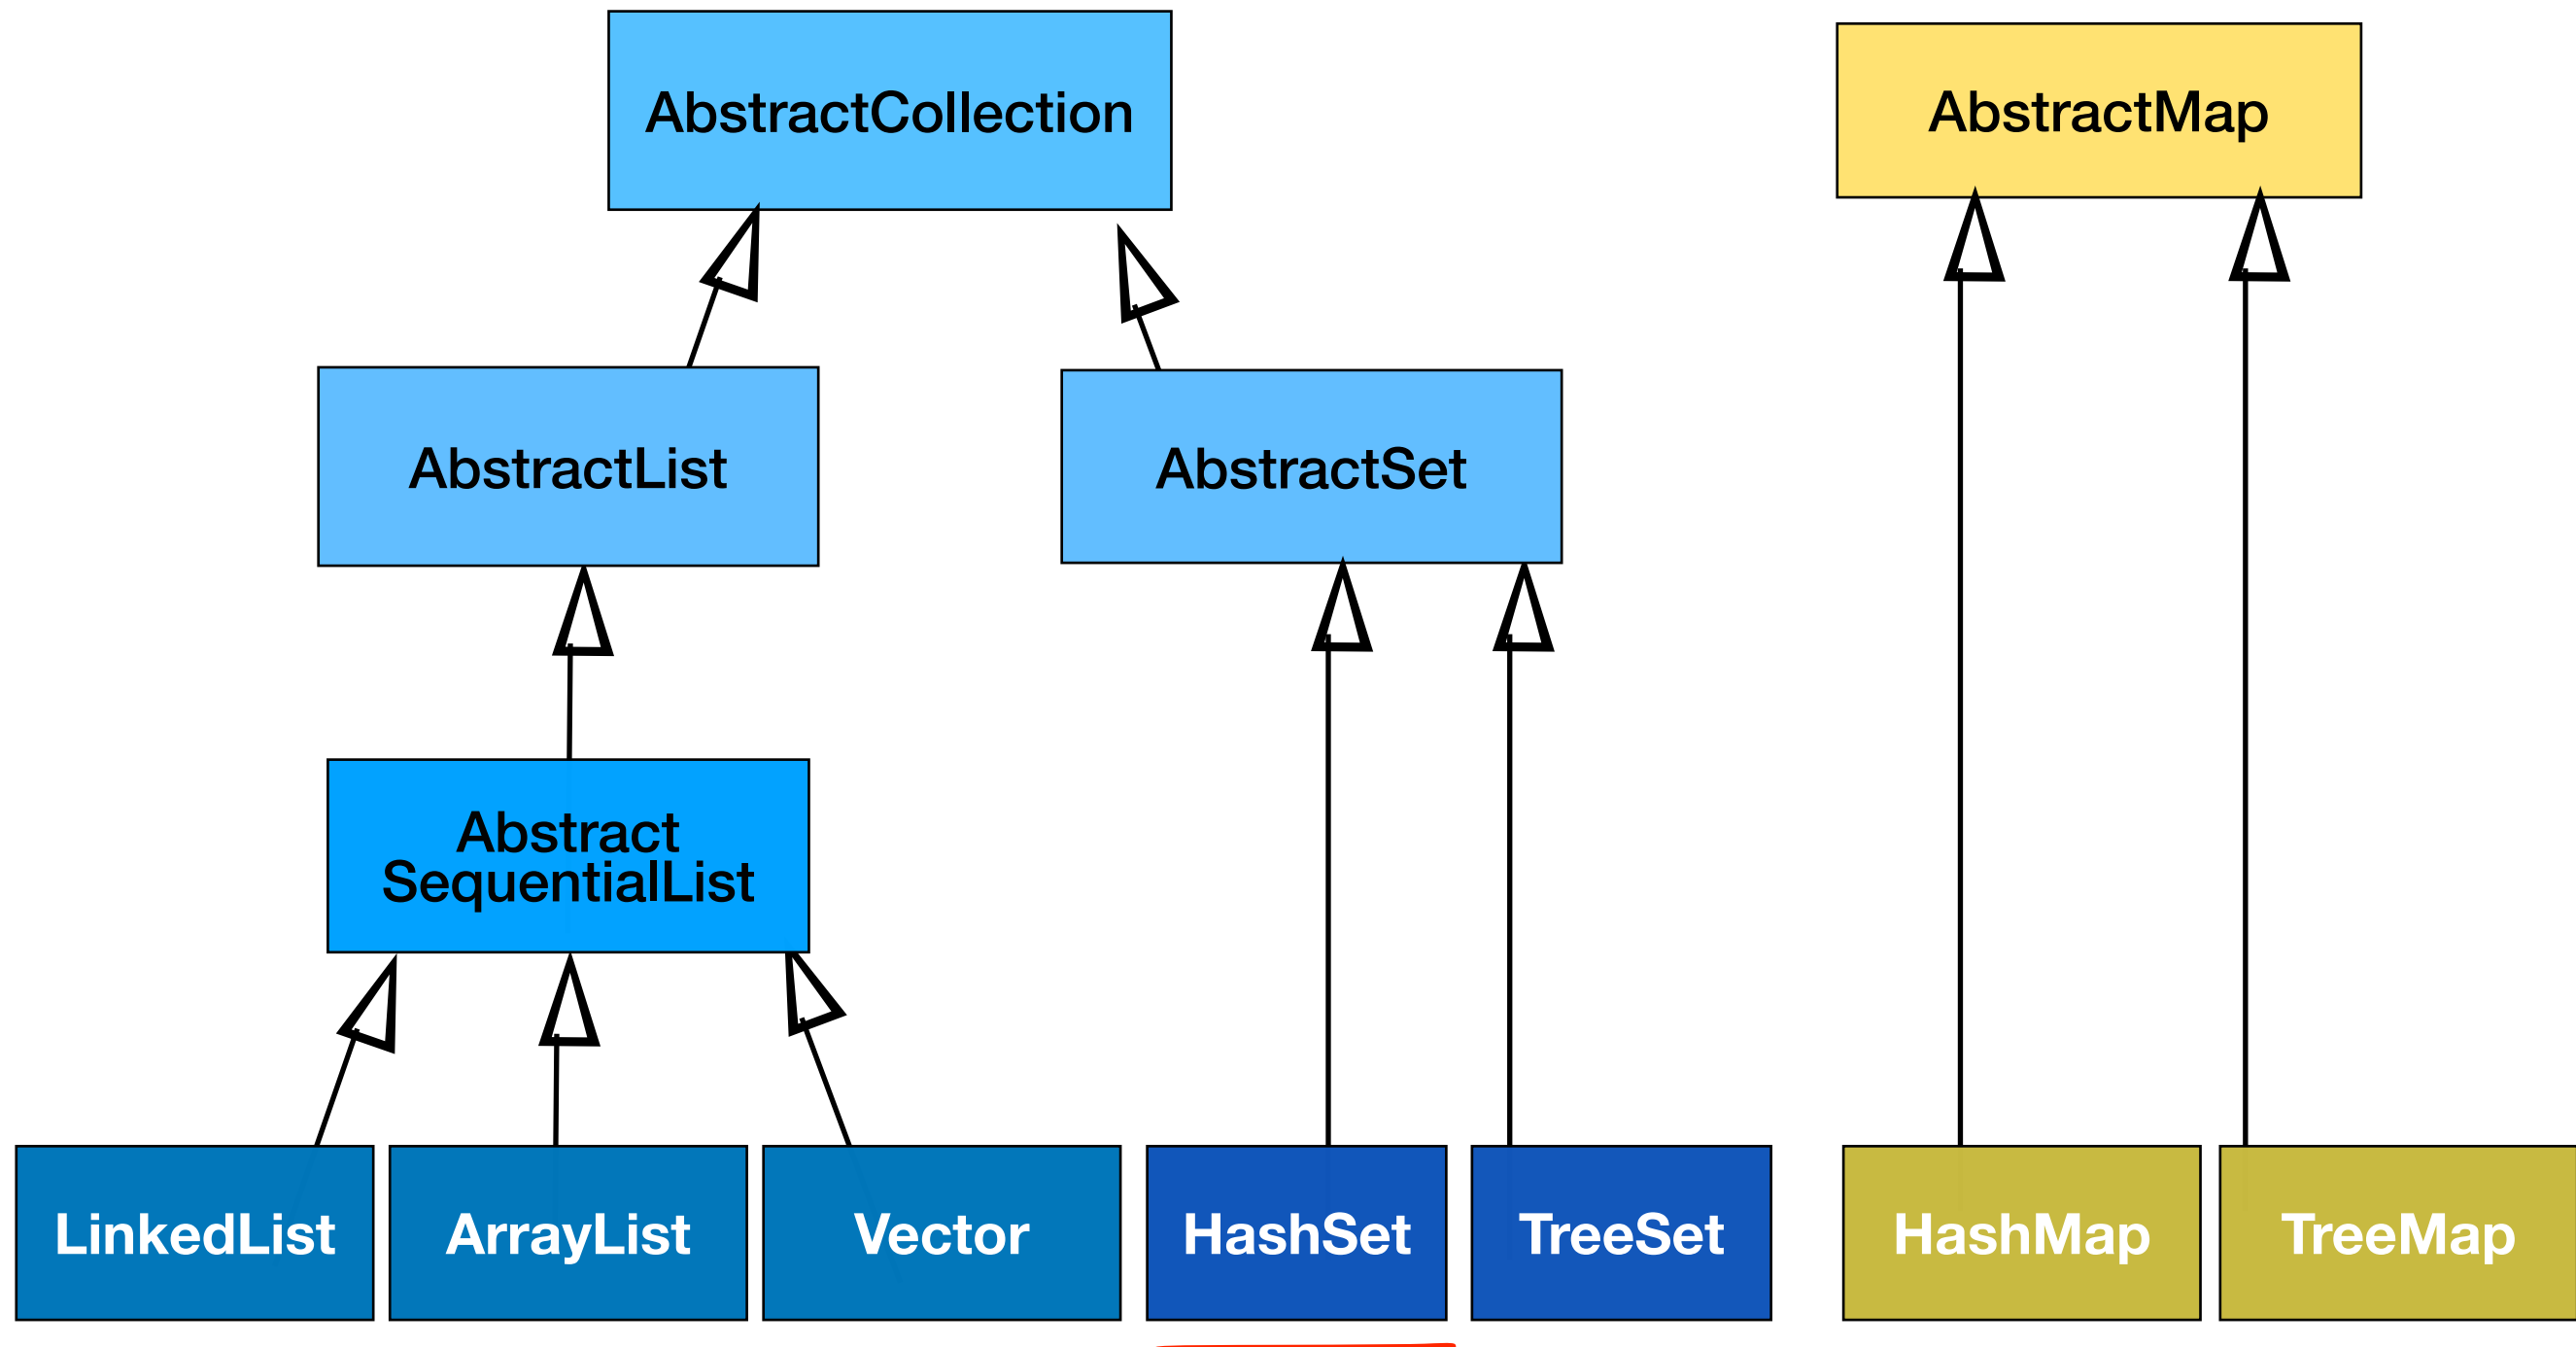 AbstractCollection
AbstractMap
AbstractList
AbstractSet
Abstract
SequentialList
LinkedList
ArrayList
Vector
HashSet
TreeSet
HashMap
TreeMap